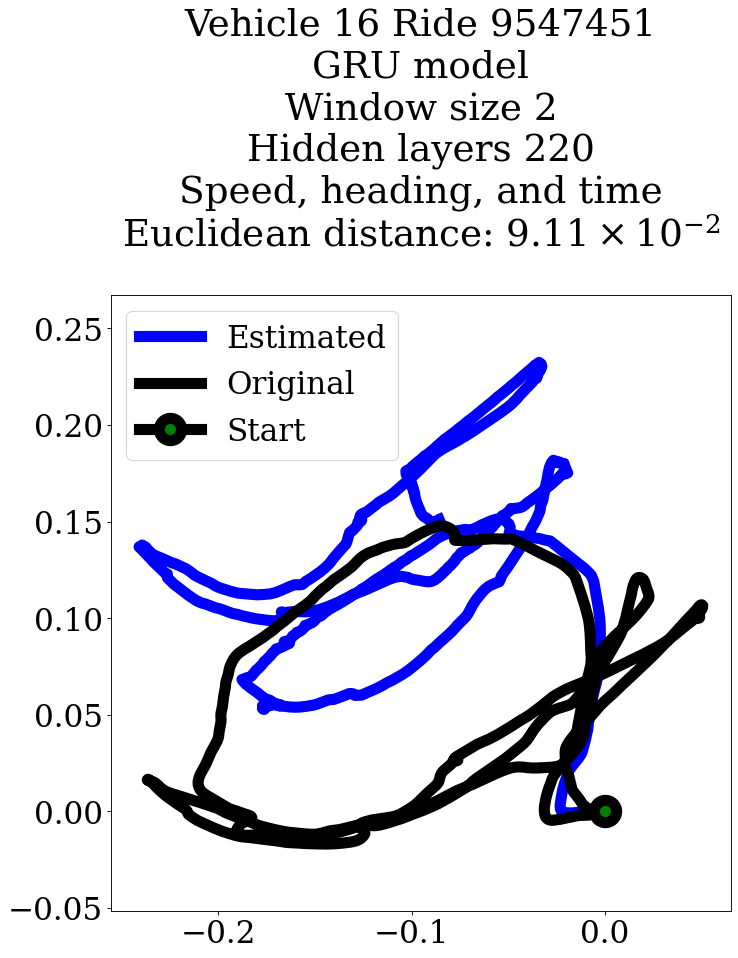 Vehicle 16 Ride 9547451
GRU model
Window size 2
Hidden layers 220
Speed, heading, and time
Euclidean distance: 9.11 × 10⁻²
Estimated
Original
Start
0.25
0.20
0.15
0.10
0.05
0.00
−0.05
−0.2
−0.1
0.0